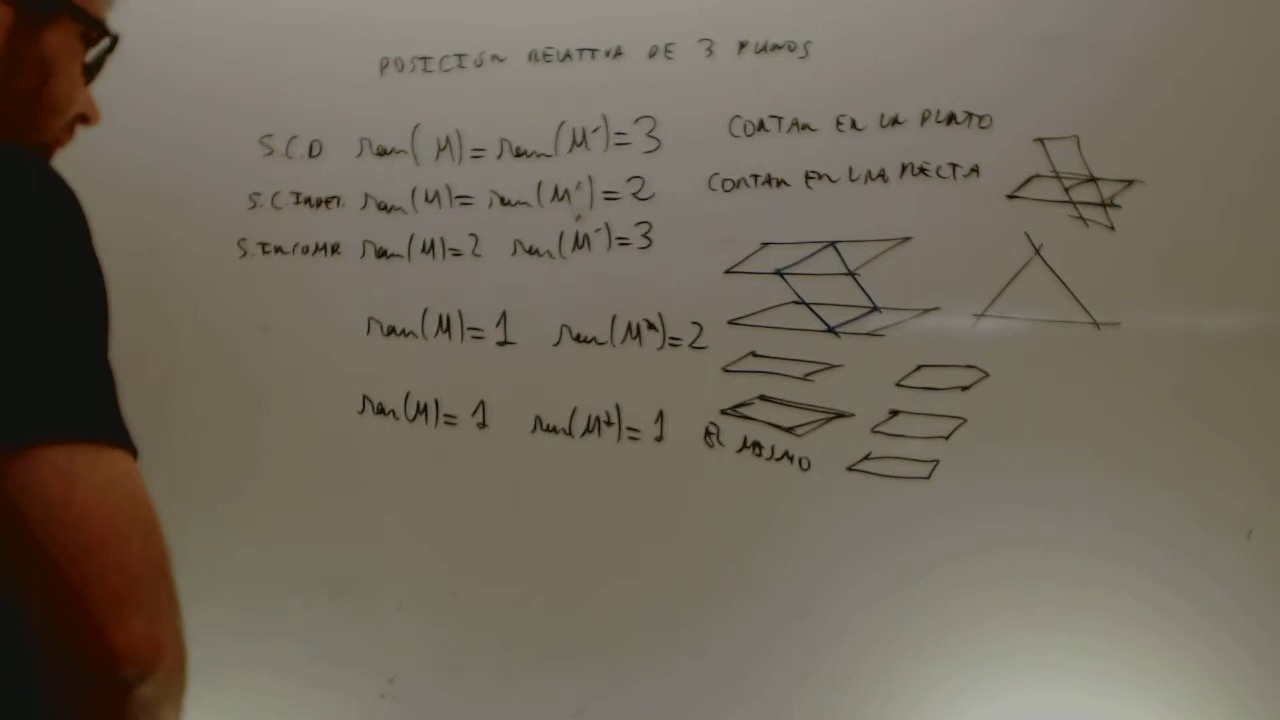 POSICIÓN RELATIVA DE 3 PLANOS
S.C.D ran(M)=ran(M')=3 CORTAN EN UN PUNTO
S.C.INDET. ran(M)=ran(M')=2 CORTAN EN UNA RECTA
S.INCOMP ran(M)=2 ran(M')=3
ran(M)=1 ran(M*)=2
ran(M)=1 ran(M*)=1 EL MISMO